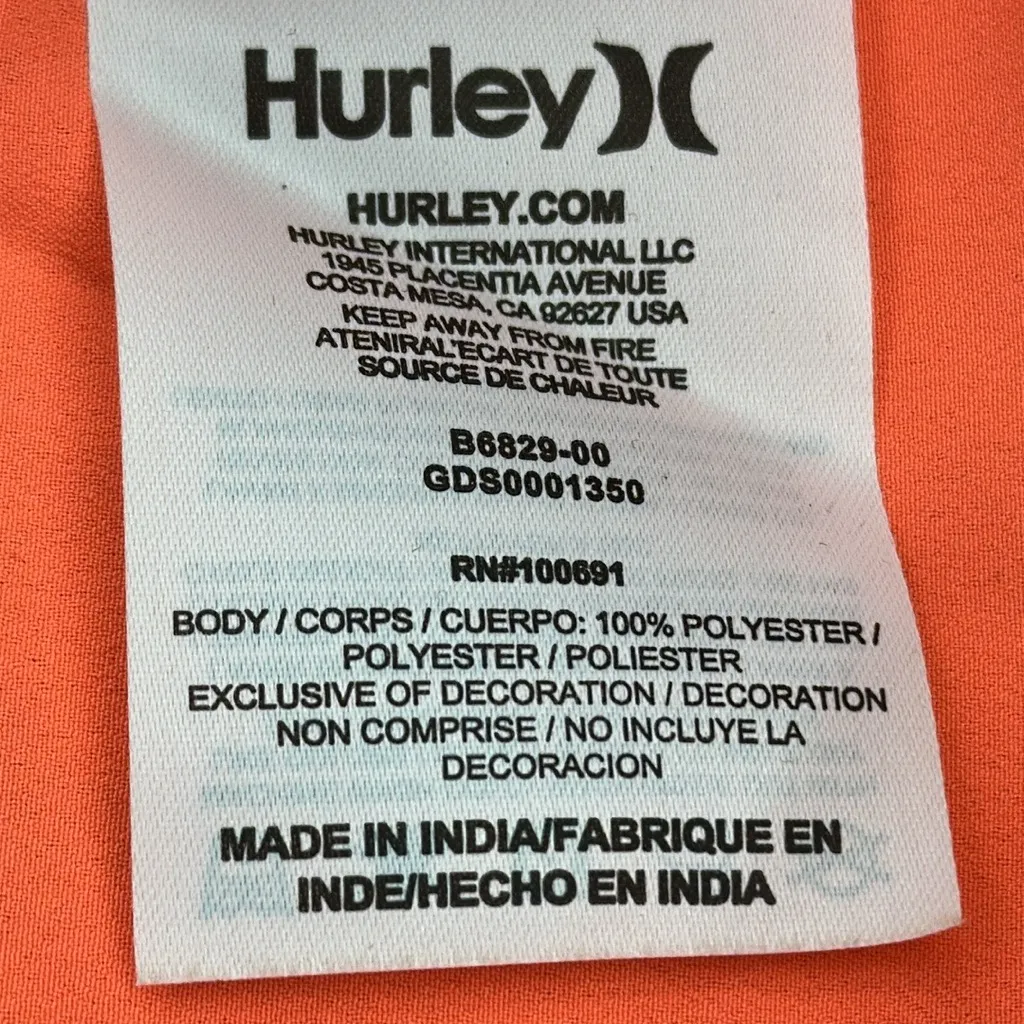 Hurley
HURLEY.COM
HURLEY INTERNATIONAL LLC
1945 PLACENTIA AVENUE
COSTA MESA, CA 92627 USA
KEEP AWAY FROM FIRE
ATENIRAL'ECART DE TOUTE
SOURCE DE CHALEUR
B6829-00
GDS0001350
RN#100691
BODY / CORPS / CUERPO: 100% POLYESTER /
POLYESTER / POLIESTER
EXCLUSIVE OF DECORATION / DECORATION
NON COMPRISE / NO INCLUYE LA
DECORACION
MADE IN INDIA/FABRIQUE EN
INDE/HECHO EN INDIA